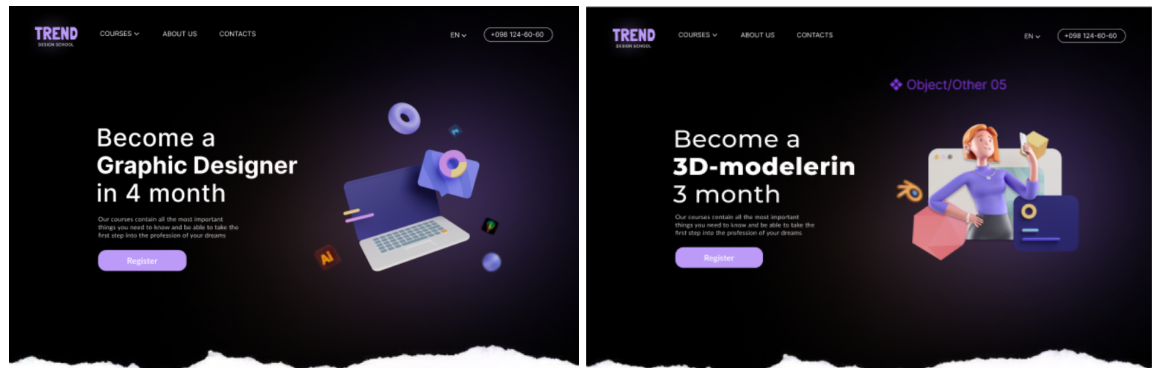 TREND
DESIGN SCHOOL
COURSES
ABOUT US
CONTACTS
EN
+098 124-60-60
Become a
Graphic Designer
in 4 month
Our courses contain all the most important
things you need to know and be able to take the
first step into the profession of your dreams
Register
Ai
TREND
DESIGN SCHOOL
COURSES
ABOUT US
CONTACTS
EN
+098 124-60-60
Object/Other 05
Become a
3D-modelerin
3 month
Our courses contain all the most important
things you need to know and be able to take the
first step into the profession of your dreams
Register